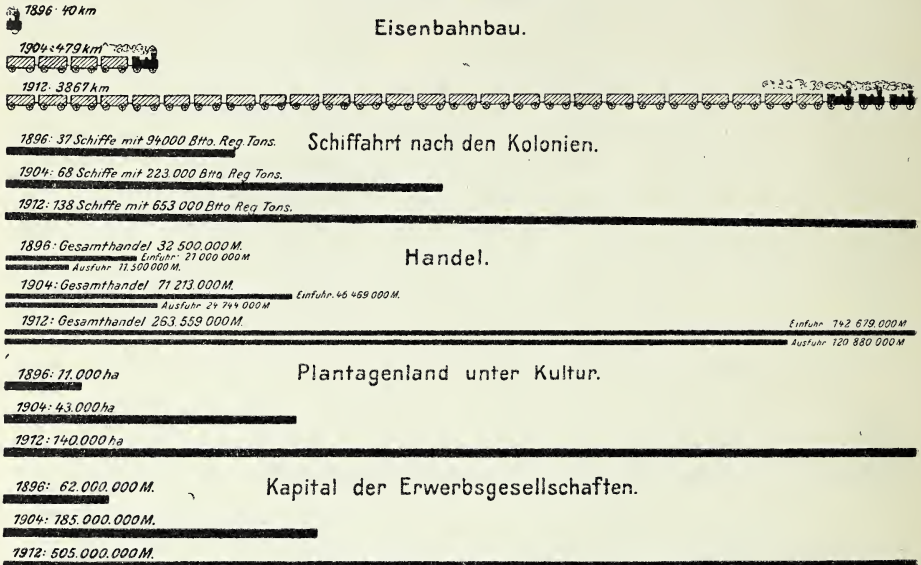 1896: 40 km
Eisenbahnbau.
1904: 479 km
1912: 3867 km
Schiffahrt nach den Kolonien.
1896: 37 Schiffe mit 94000 Btto. Reg. Tons.
1904: 68 Schiffe mit 223.000 Btto Reg Tons.
1912: 138 Schiffe mit 653 000 Btto Reg Tons.
Handel.
1896: Gesamthandel 32 500.000 M.
Einfuhr: 21 000 000 M
Ausfuhr 11.500 000 M.
1904: Gesamthandel 71 213.000 M.
Einfuhr. 46 469 000 M.
Ausfuhr 24 744 000 M
1912: Gesamthandel 263.559 000 M.
Einfuhr 142 679.000 M
Ausfuhr 120 880 000 M
Plantagenland unter Kultur.
1896: 11.000 ha
1904: 43.000 ha
1912: 140.000 ha
Kapital der Erwerbsgesellschaften.
1896: 62.000.000 M.
1904: 185.000.000 M.
1912: 505.000.000 M.